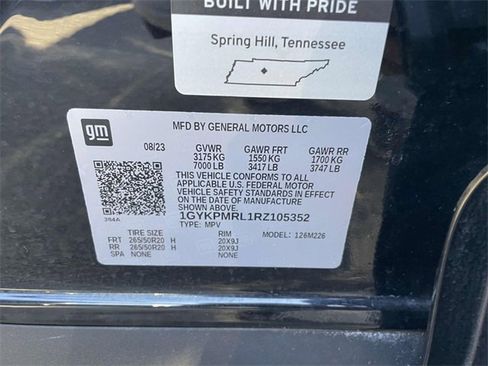 BUILT WITH PRIDE
Spring Hill, Tennessee
gm
MFD BY GENERAL MOTORS LLC
08/23 GVWR GAWR FRT GAWR RR
3175 KG 1550 KG 1700 KG
7000 LB 3417 LB 3747 LB
THIS VEHICLE CONFORMS TO ALL
APPLICABLE U.S. FEDERAL MOTOR
VEHICLE SAFETY STANDARDS IN EFFECT
ON THE DATE OF MANUFACTURE
SHOWN ABOVE.
1GYKPMRL1RZ105352
TYPE: MPV
394A
TIRE SIZE RIM MODEL: 126M226
FRT 265/50R20 H 20X9J
RR 265/50R20 H 20X9J
SPA NONE NONE